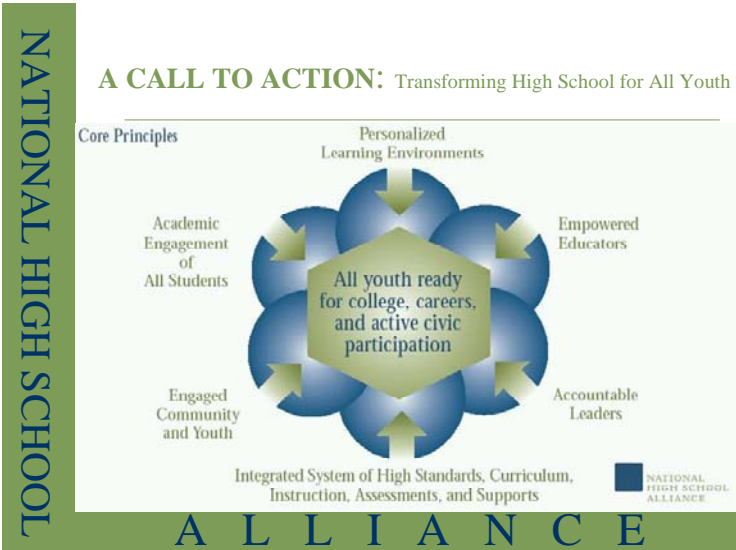 NATIONAL HIGH SCHOOL
A CALL TO ACTION: Transforming High School for All Youth
Core Principles
Personalized
Learning Environments
Academic
Engagement
of
All Students
Empowered
Educators
All youth ready
for college, careers,
and active civic
participation
Engaged
Community
and Youth
Accountable
Leaders
Integrated System of High Standards, Curriculum,
Instruction, Assessments, and Supports
NATIONAL
HIGH SCHOOL
ALLIANCE
ALLIANCE